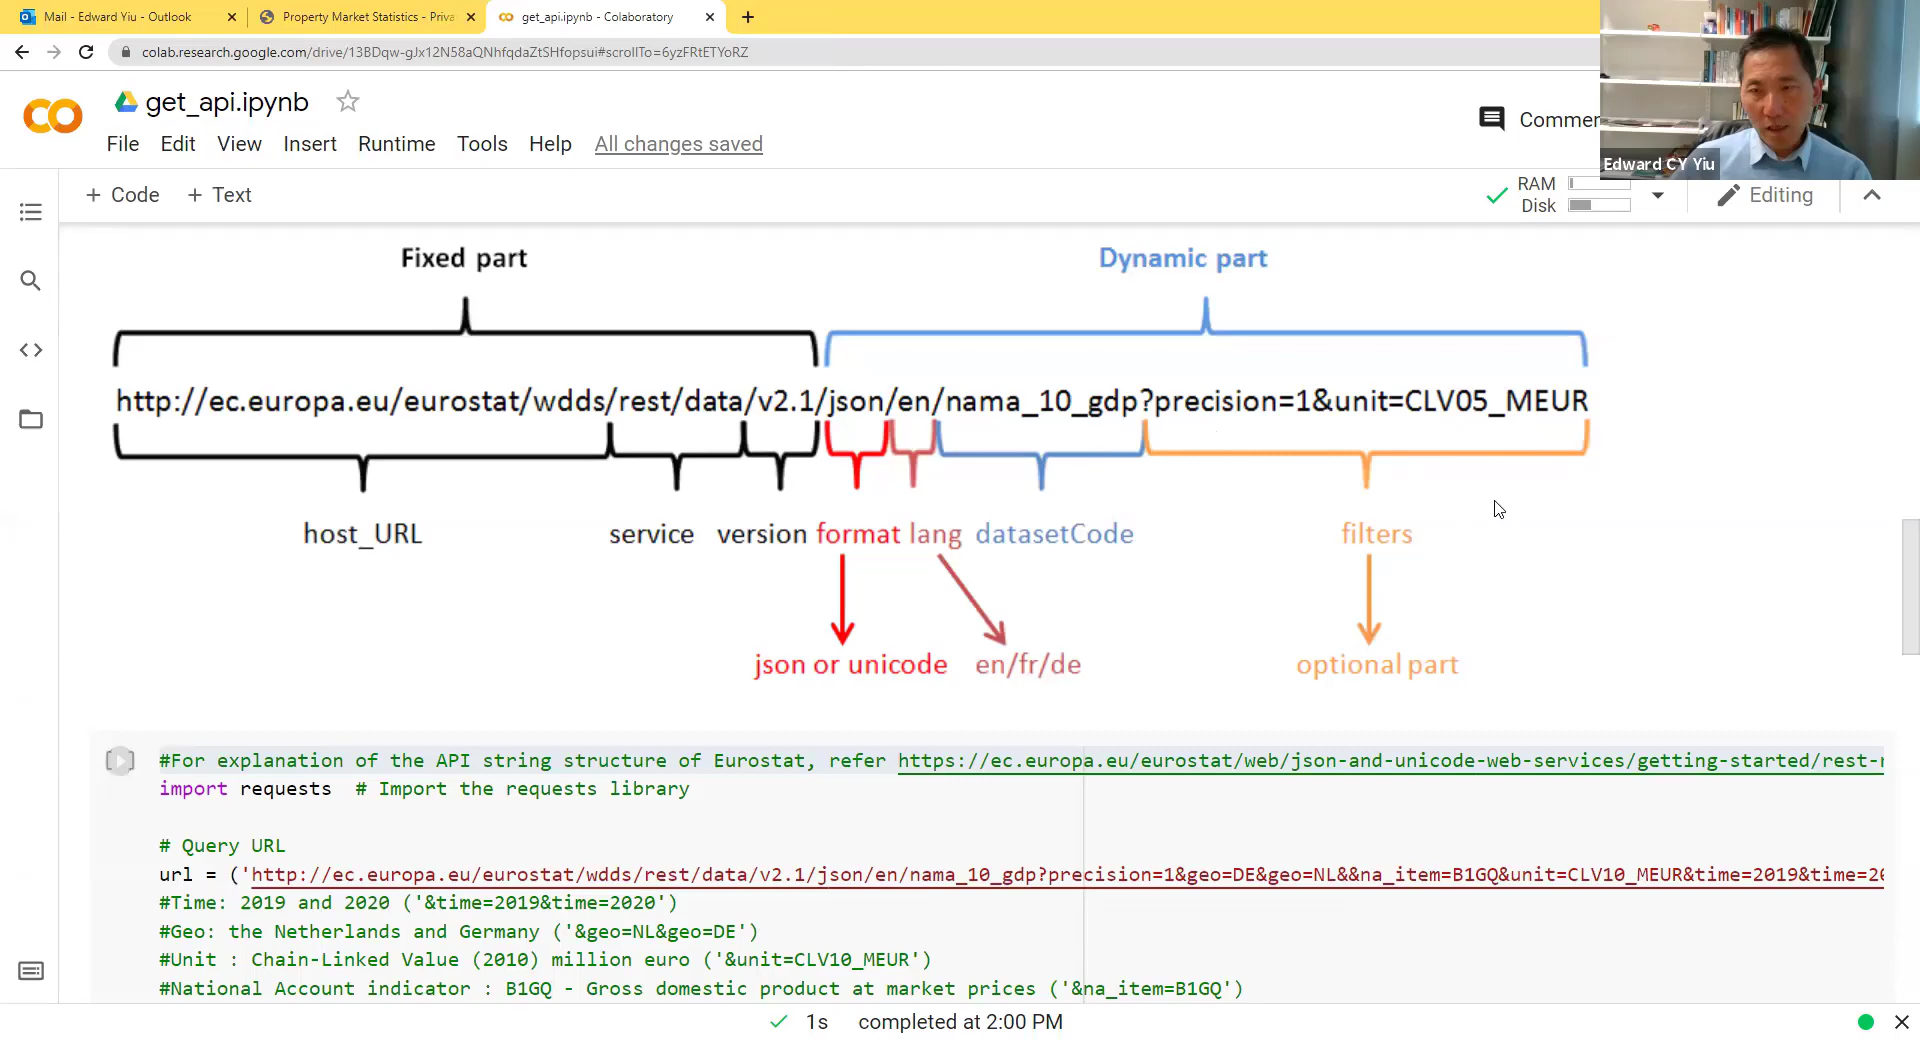 Mail - Edward Yiu - Outlook
Property Market Statistics - Priva
get_api.ipynb - Colaboratory
colab.research.google.com/drive/13BDqw-gJx12N58aQNhfqdaZtSHfopsui#scrollTo=6yzFRtETYoRZ
get_api.ipynb
File Edit View Insert Runtime Tools Help All changes saved
Commen
Edward CY Yiu
+ Code + Text
RAM
Disk
Editing
Fixed part
Dynamic part
http://ec.europa.eu/eurostat/wdds/rest/data/v2.1/json/en/nama_10_gdp?precision=1&unit=CLV05_MEUR
host_URL service version format lang datasetCode filters
json or unicode en/fr/de optional part
#For explanation of the API string structure of Eurostat, refer https://ec.europa.eu/eurostat/web/json-and-unicode-web-services/getting-started/rest-r
import requests # Import the requests library
# Query URL
url = ('http://ec.europa.eu/eurostat/wdds/rest/data/v2.1/json/en/nama_10_gdp?precision=1&geo=DE&geo=NL&&na_item=B1GQ&unit=CLV10_MEUR&time=2019&time=20
#Time: 2019 and 2020 ('&time=2019&time=2020')
#Geo: the Netherlands and Germany ('&geo=NL&geo=DE')
#Unit : Chain-Linked Value (2010) million euro ('&unit=CLV10_MEUR')
#National Account indicator : B1GQ - Gross domestic product at market prices ('&na_item=B1GQ')
1s completed at 2:00 PM